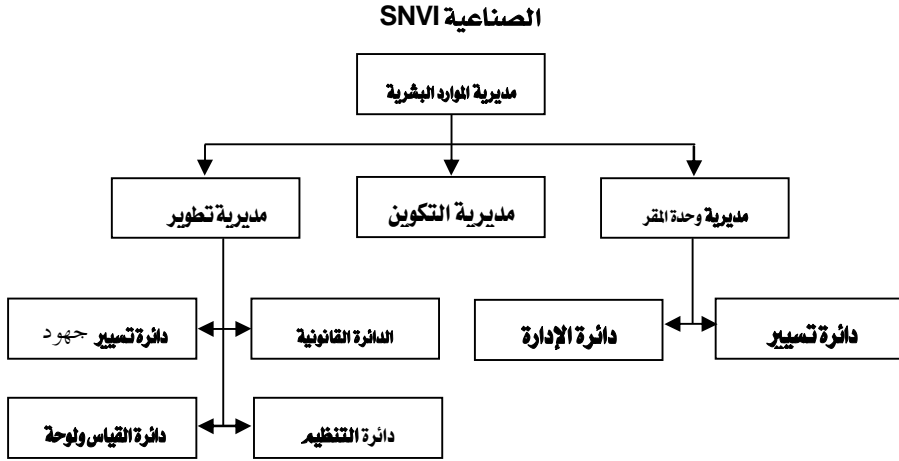 الصناعية SNVI
مديرية الموارد البشرية
مديرية وحدة المقر
مديرية التكوين
مديرية تطوير
دائرة تسيير
دائرة الإدارة
الدائرة القانونية
دائرة تسيير جهود
دائرة التنظيم
دائرة القياس ولوحة